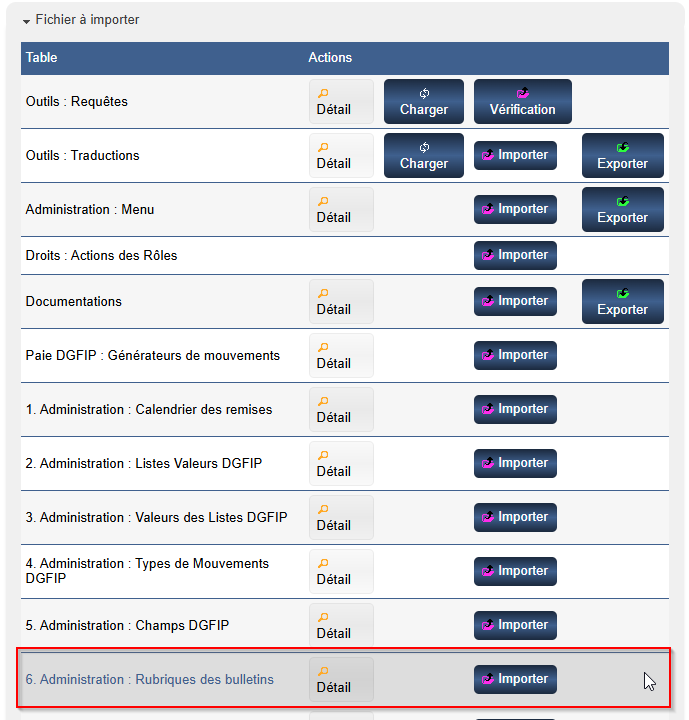 Fichier à importer
Table Actions
Outils : Requêtes Détail Charger Vérification
Outils : Traductions Détail Charger Importer Exporter
Administration : Menu Détail Importer Exporter
Droits : Actions des Rôles Importer
Documentations Détail Importer Exporter
Paie DGFIP : Générateurs de mouvements Détail Importer
1. Administration : Calendrier des remises Détail Importer
2. Administration : Listes Valeurs DGFIP Détail Importer
3. Administration : Valeurs des Listes DGFIP Détail Importer
4. Administration : Types de Mouvements
DGFIP Détail Importer
5. Administration : Champs DGFIP Détail Importer
6. Administration : Rubriques des bulletins Détail Importer